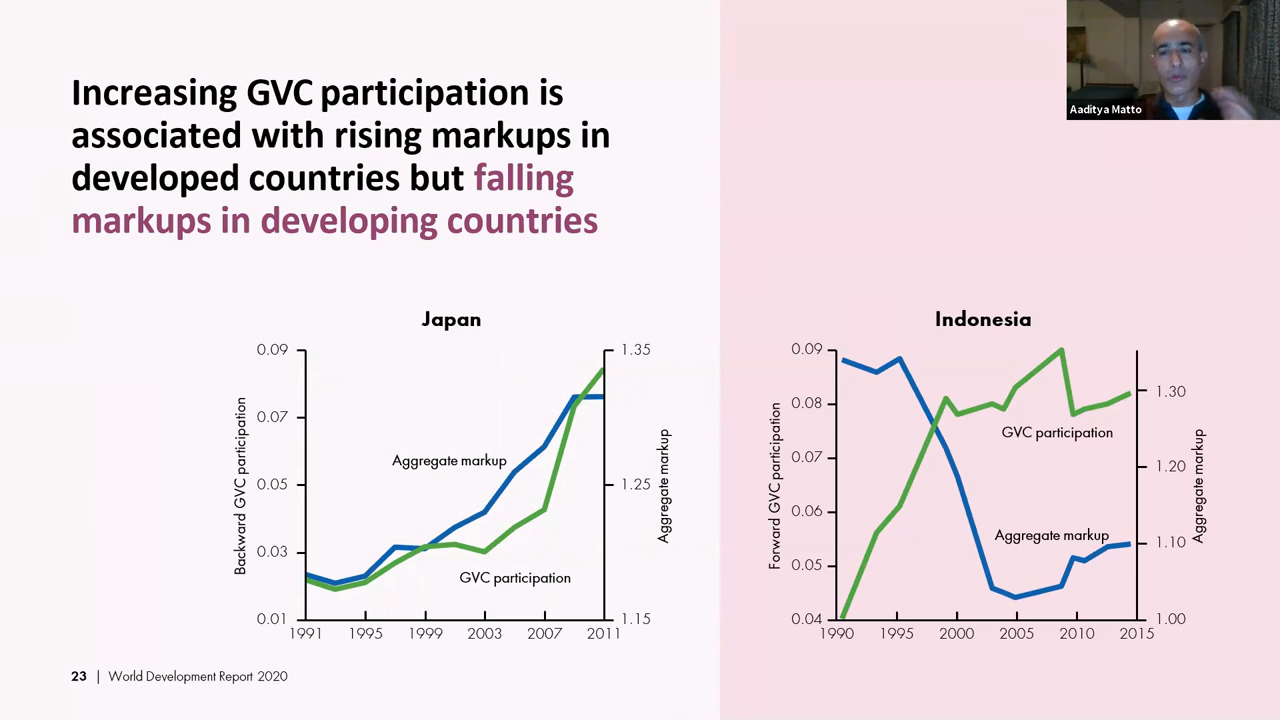 Increasing GVC participation is
associated with rising markups in
developed countries but falling
markups in developing countries
Aaditya Matto
Japan
0.09
0.07
0.05
0.03
0.01
Backward GVC participation
1.35
1.25
1.15
Aggregate markup
Aggregate markup
GVC participation
1991 1995 1999 2003 2007 2011
Indonesia
0.09
0.08
0.07
0.06
0.05
0.04
Forward GVC participation
1.30
1.20
1.10
1.00
Aggregate markup
GVC participation
Aggregate markup
1990 1995 2000 2005 2010 2015
23 | World Development Report 2020